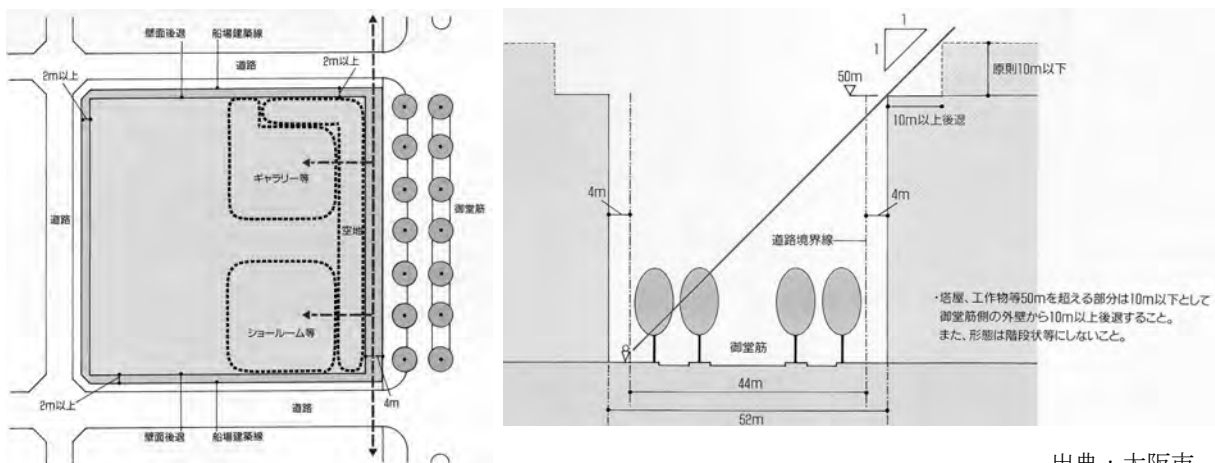 壁面後退
船場建築線
道路
2m以上
2m以上
ギャラリー等
道路
空地
御堂筋
ショールーム等
2m以上
道路
4m
壁面後退
船場建築線
1
1
50m
原則10m以下
10m以上後退
4m
4m
道路境界線
・塔屋、工作物等50mを超える部分は10m以下として
御堂筋側の外壁から10m以上後退すること。
また、形態は階段状等にしないこと。
御堂筋
44m
52m